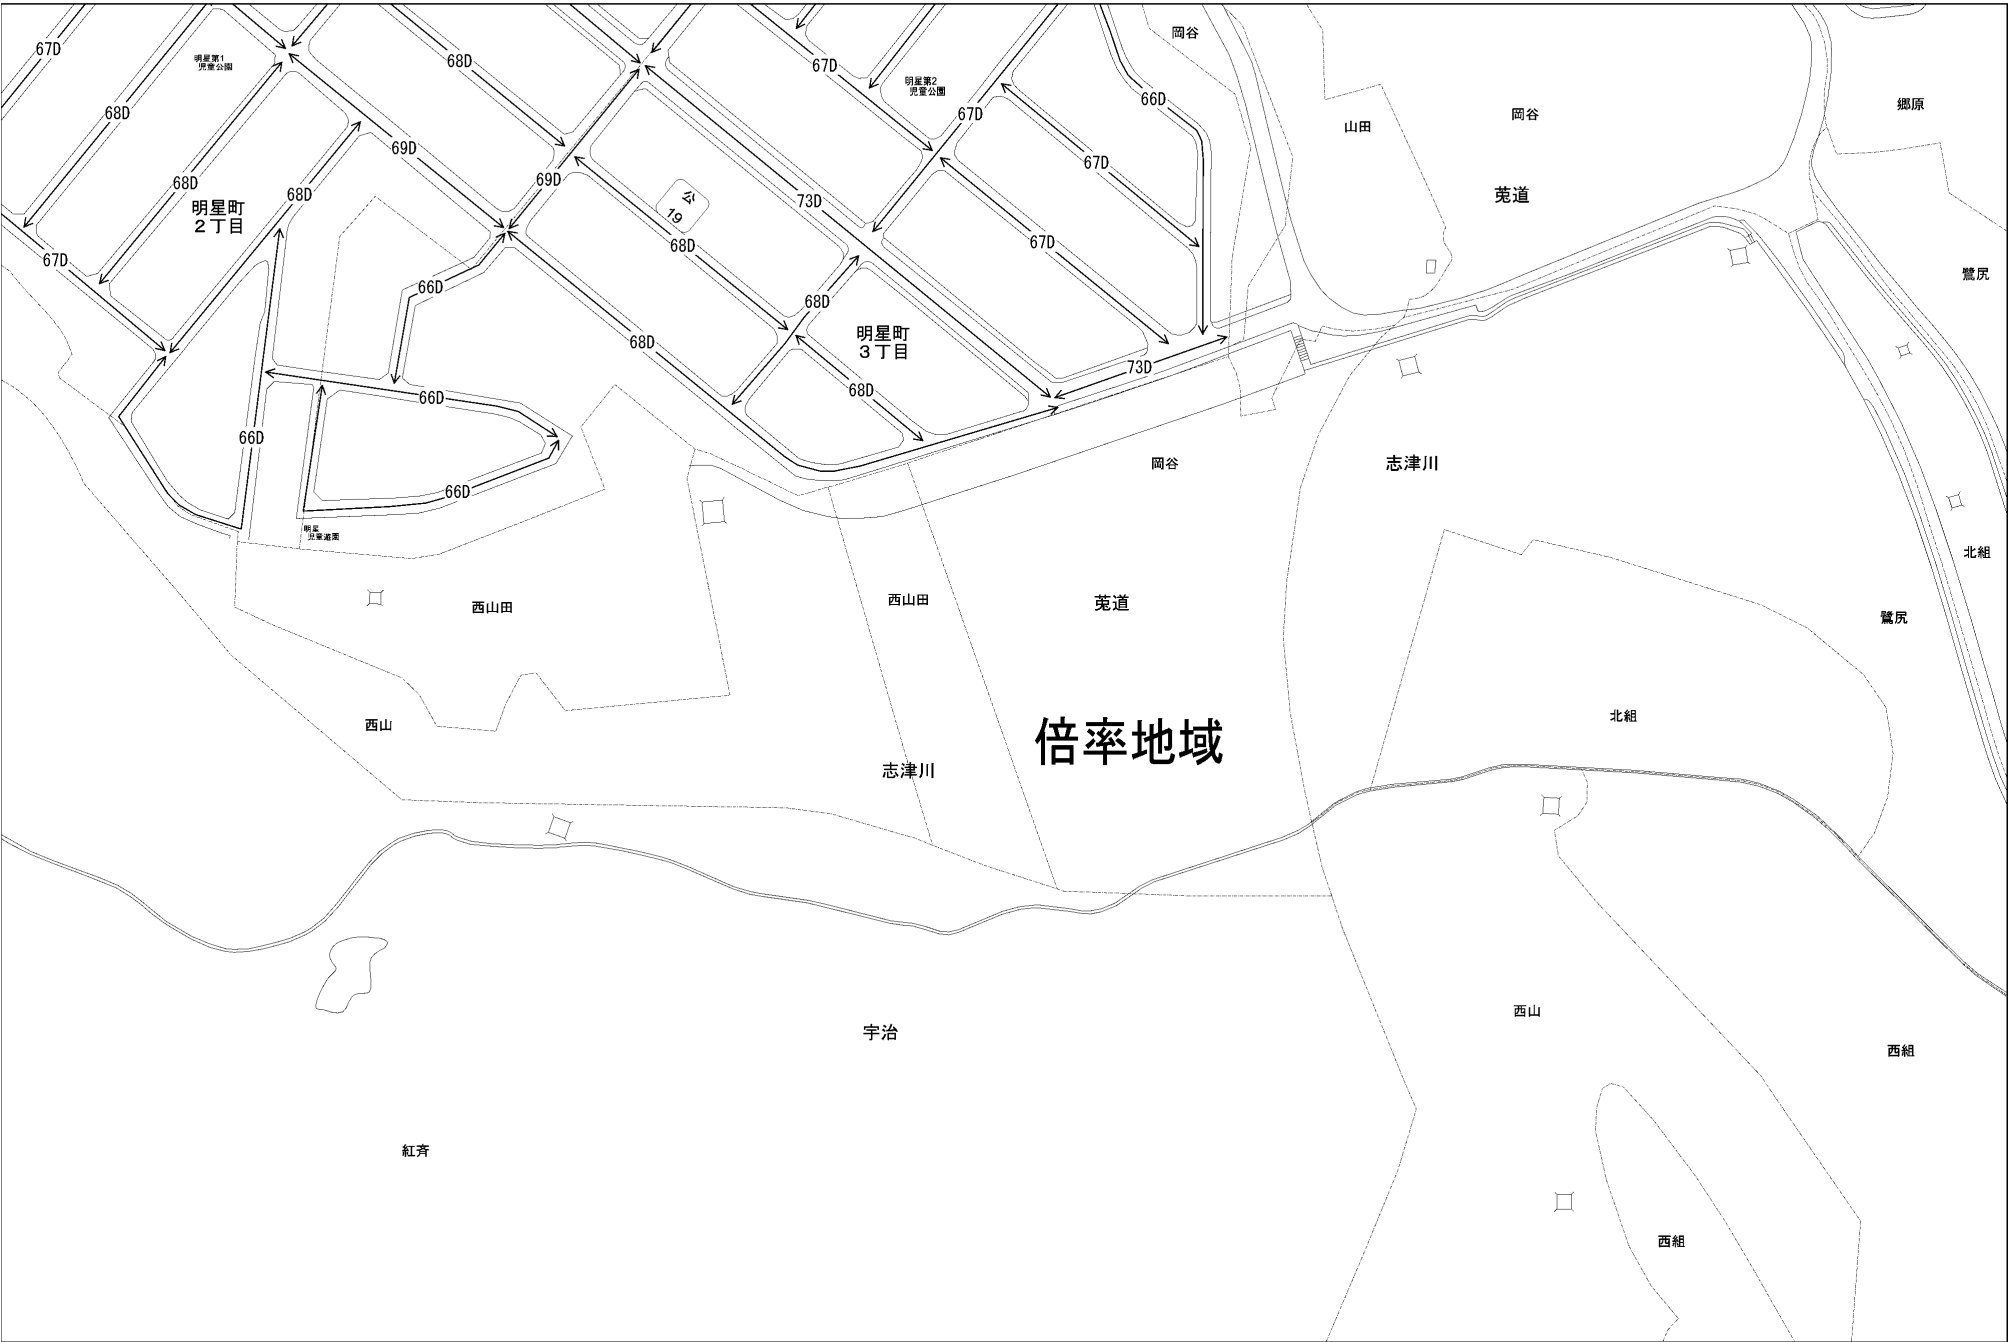 67D
明星第1
児童公園
68D
68D
68D
69D
68D
明星町
2丁目
67D
69D
公
19
68D
73D
67D
明星第2
児童公園
67D
66D
岡谷
67D
67D
山田
岡谷
莵道
郷原
鷺尻
66D
68D
68D
明星町
3丁目
68D
73D
66D
66D
66D
明星
児童遊園
岡谷
志津川
北組
西山田
西山田
莵道
鷺尻
西山
志津川
倍率地域
北組
宇治
西山
西組
紅斉
西組